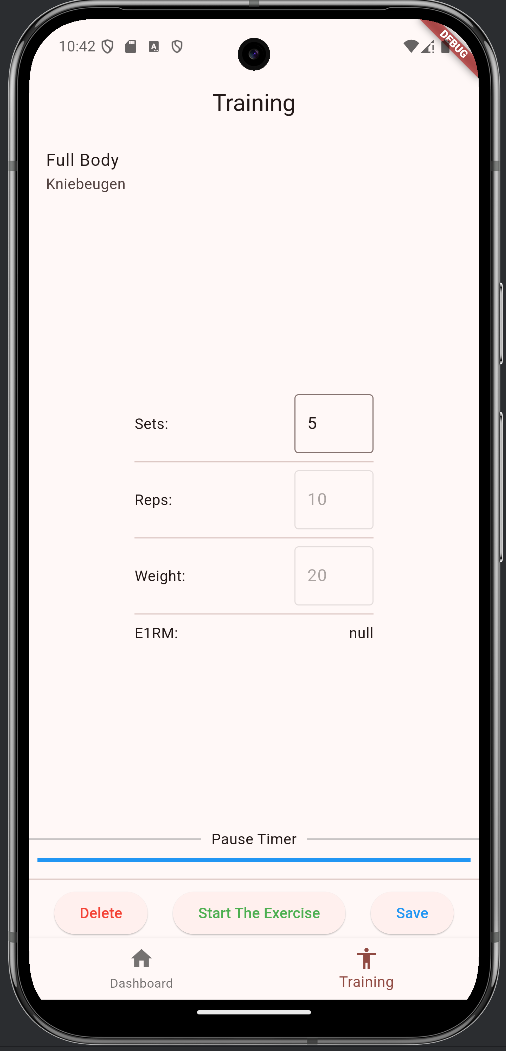 10:42
DEBUG
Training
Full Body
Kniebeugen
Sets: 5
Reps: 10
Weight: 20
E1RM: null
Pause Timer
Delete Start The Exercise Save
Dashboard Training